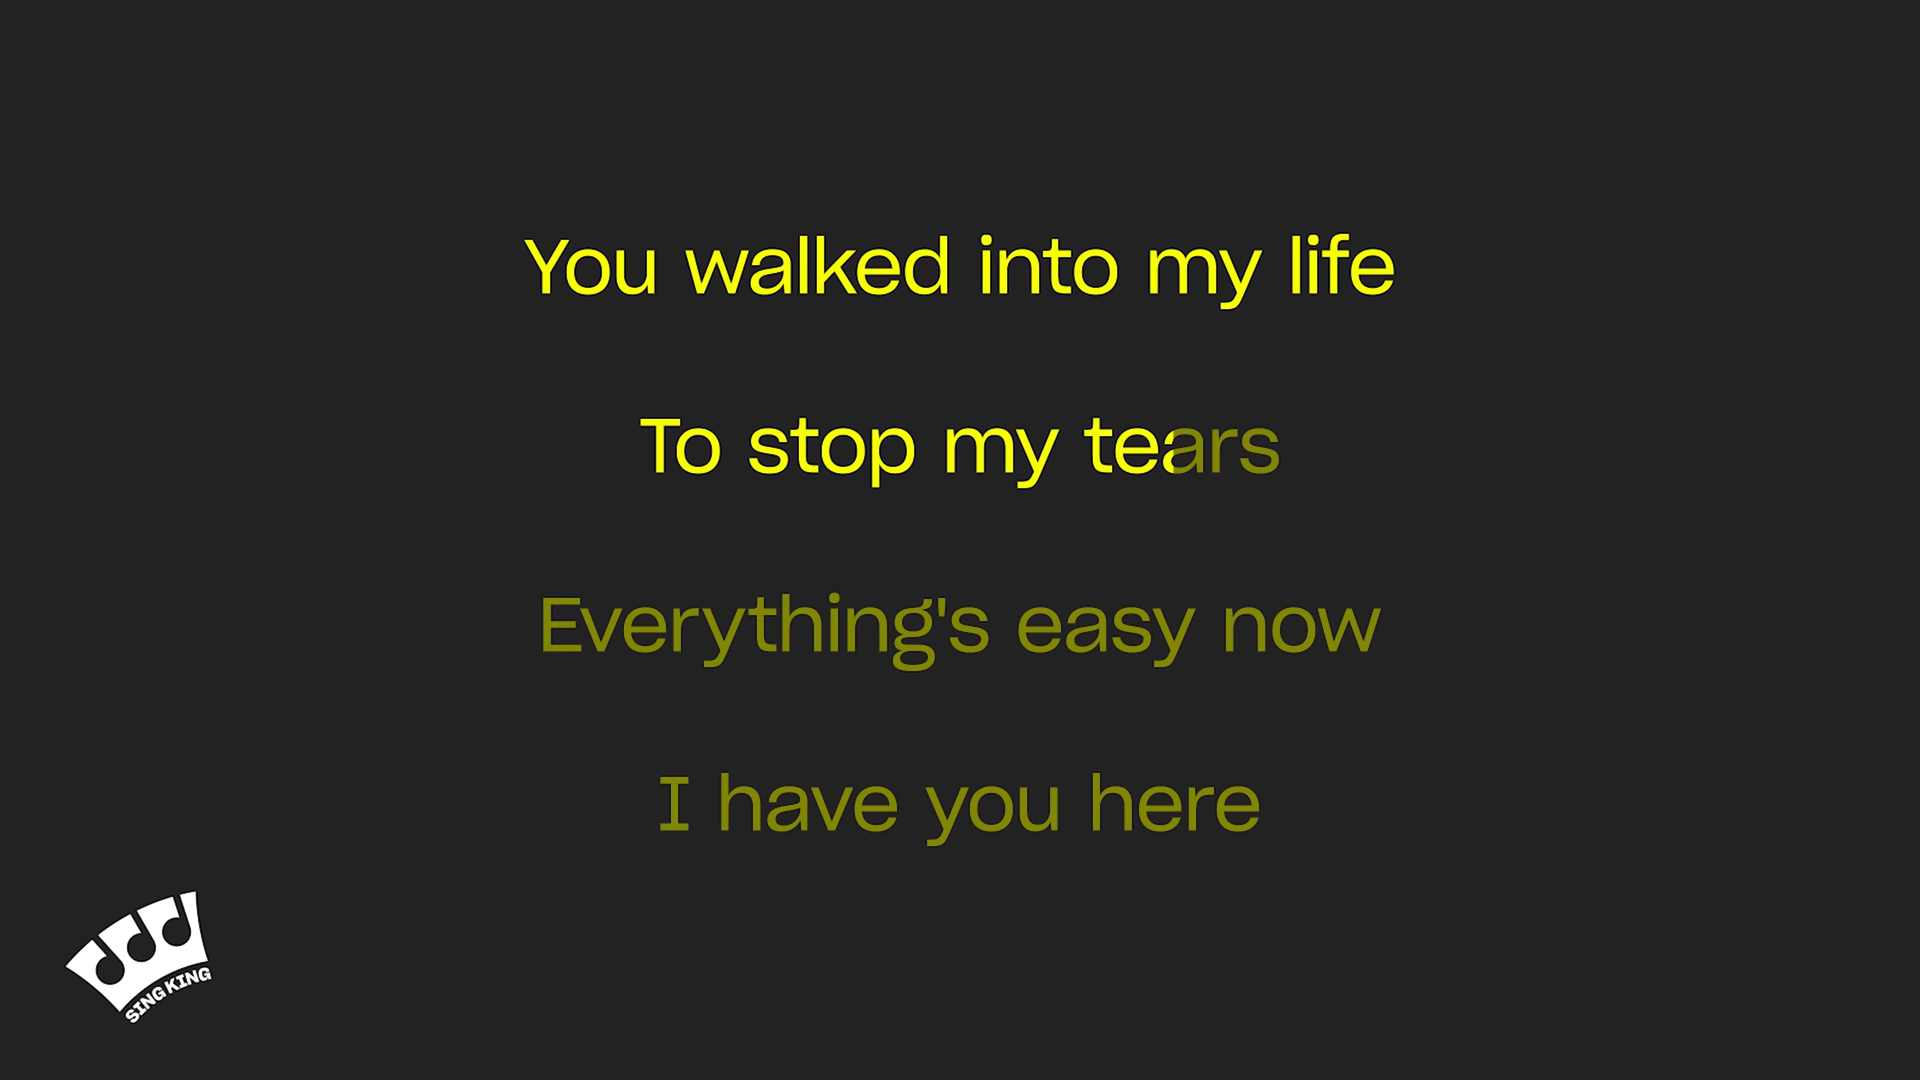 You walked into my life
To stop my tears
Everything's easy now
I have you here
SING KING